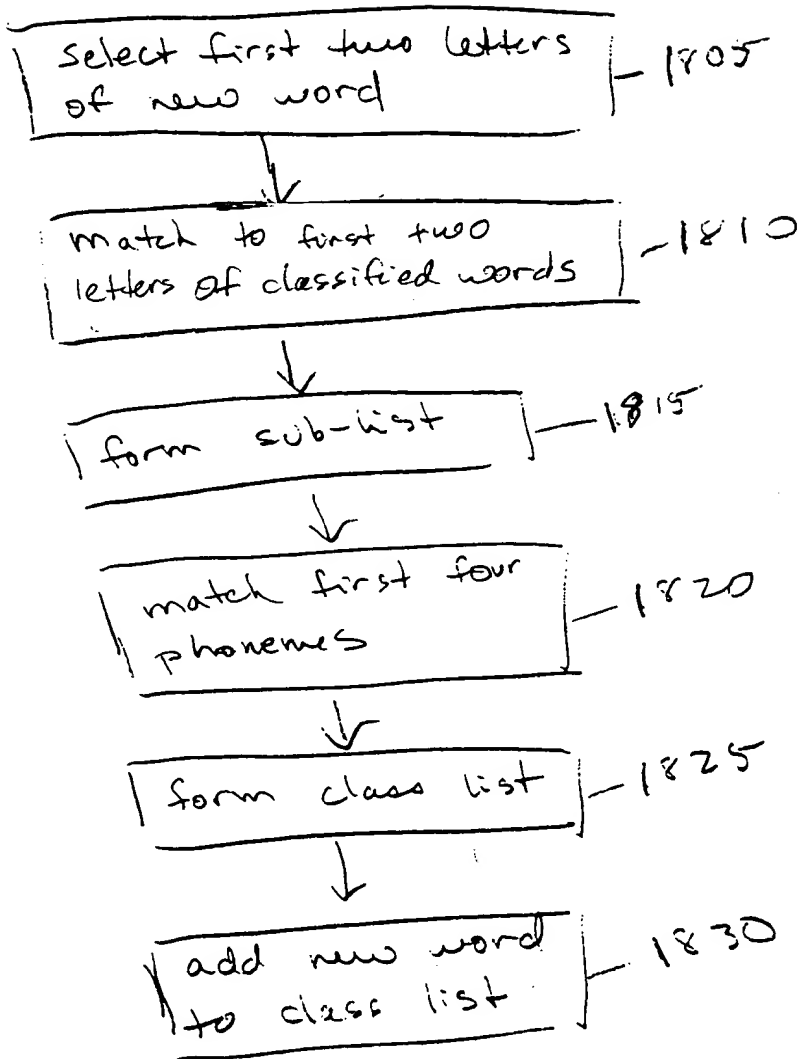 select first two letters
of new word
1805
match to first two
letters of classified words
1810
form sub-list
1815
match first four
phonemes
1820
form class list
1825
add new word
to class list
1830